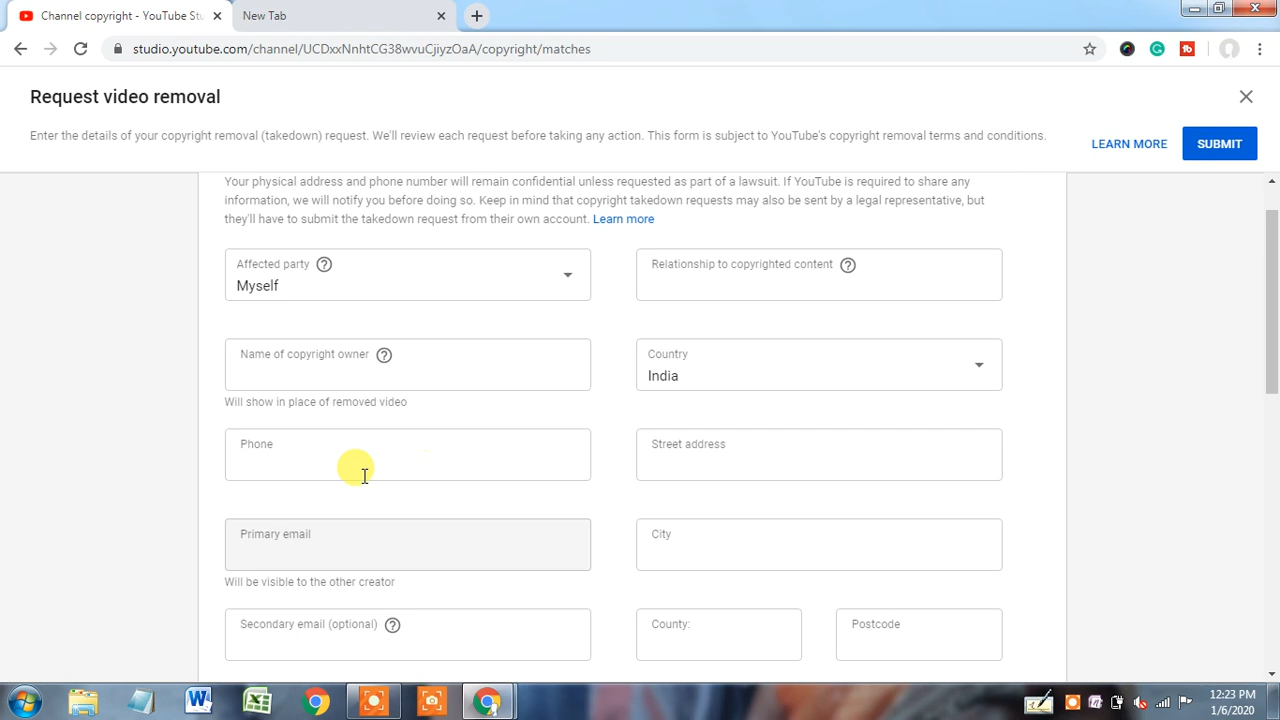 Channel copyright - YouTube Stu
New Tab
studio.youtube.com/channel/UCDxxNnhtCG38wvuCjiyzOaA/copyright/matches
Request video removal
Enter the details of your copyright removal (takedown) request. We'll review each request before taking any action. This form is subject to YouTube's copyright removal terms and conditions.
LEARN MORE
SUBMIT
Your physical address and phone number will remain confidential unless requested as part of a lawsuit. If YouTube is required to share any
information, we will notify you before doing so. Keep in mind that copyright takedown requests may also be sent by a legal representative, but
they'll have to submit the takedown request from their own account. Learn more
Affected party
Myself
Relationship to copyrighted content
Name of copyright owner
Will show in place of removed video
Country
India
Phone
Street address
Primary email
Will be visible to the other creator
City
Secondary email (optional)
County:
Postcode
12:23 PM
1/6/2020